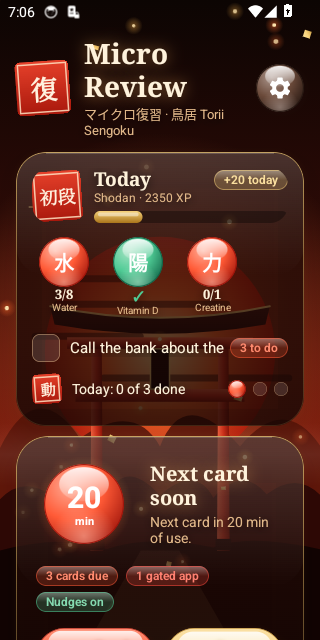 7:06
復
Micro
Review
マイクロ復習 · 鳥居 Torii
Sengoku
初段
Today
+20 today
Shodan · 2350 XP
水
陽
力
3/8
✓
0/1
Water
Vitamin D
Creatine
Call the bank about the
3 to do
動
Today: 0 of 3 done
20
min
Next card
soon
Next card in 20 min
of use.
3 cards due
1 gated app
Nudges on